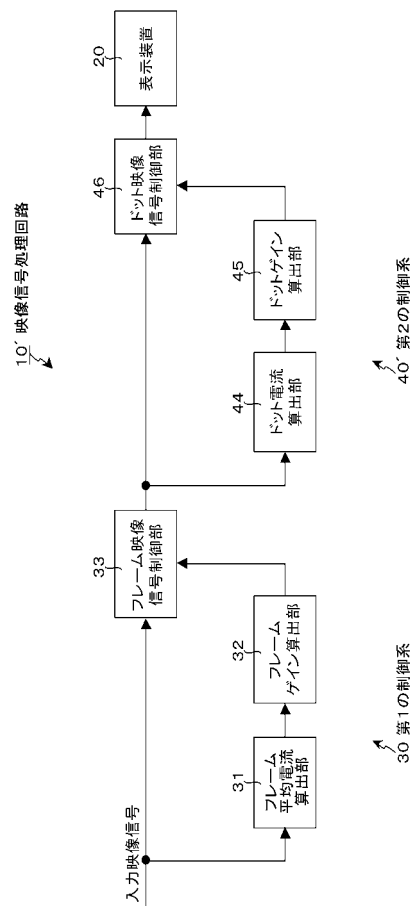 10′ 映像信号処理回路
入力映像信号
33
フレーム映像
信号制御部
46
ドット映像
信号制御部
20
表示装置
31
フレーム
平均電流
算出部
32
フレーム
ゲイン算出部
44
ドット電流
算出部
45
ドットゲイン
算出部
30 第1の制御系
40′ 第2の制御系